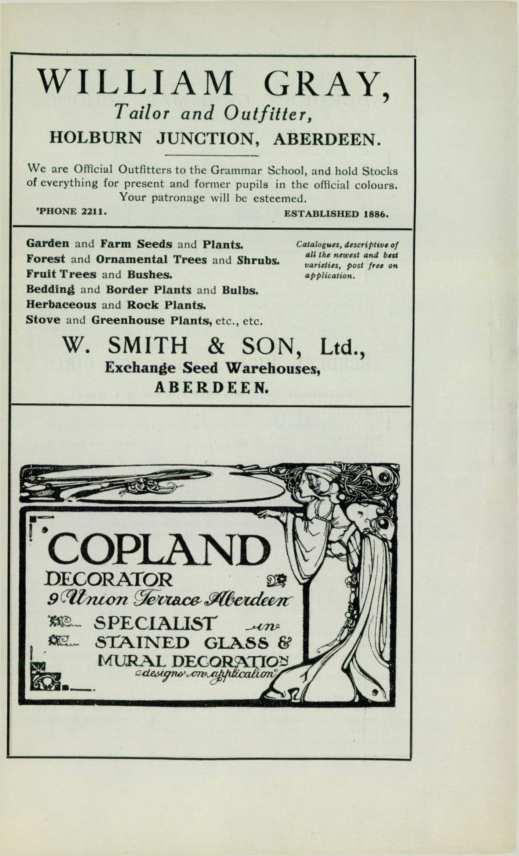 WILLIAM GRAY,
Tailor and Outfitter,
HOLBURN JUNCTION, ABERDEEN.
We are Official Outfitters to the Grammar School, and hold Stocks
of everything for present and former pupils in the official colours.
Your patronage will be esteemed.
'PHONE 2211. ESTABLISHED 1886.
Garden and Farm Seeds and Plants.
Forest and Ornamental Trees and Shrubs.
Fruit Trees and Bushes.
Bedding and Border Plants and Bulbs.
Herbaceous and Rock Plants.
Stove and Greenhouse Plants, etc., etc.
Catalogues, descriptive of
all the newest and best
varieties, post free on
application.
W. SMITH & SON, Ltd.,
Exchange Seed Warehouses,
ABERDEEN.
COPLAND
DECORATOR
9 Union Terrace Aberdeen
SPECIALIST in
STAINED GLASS &
MURAL DECORATION
designs on application